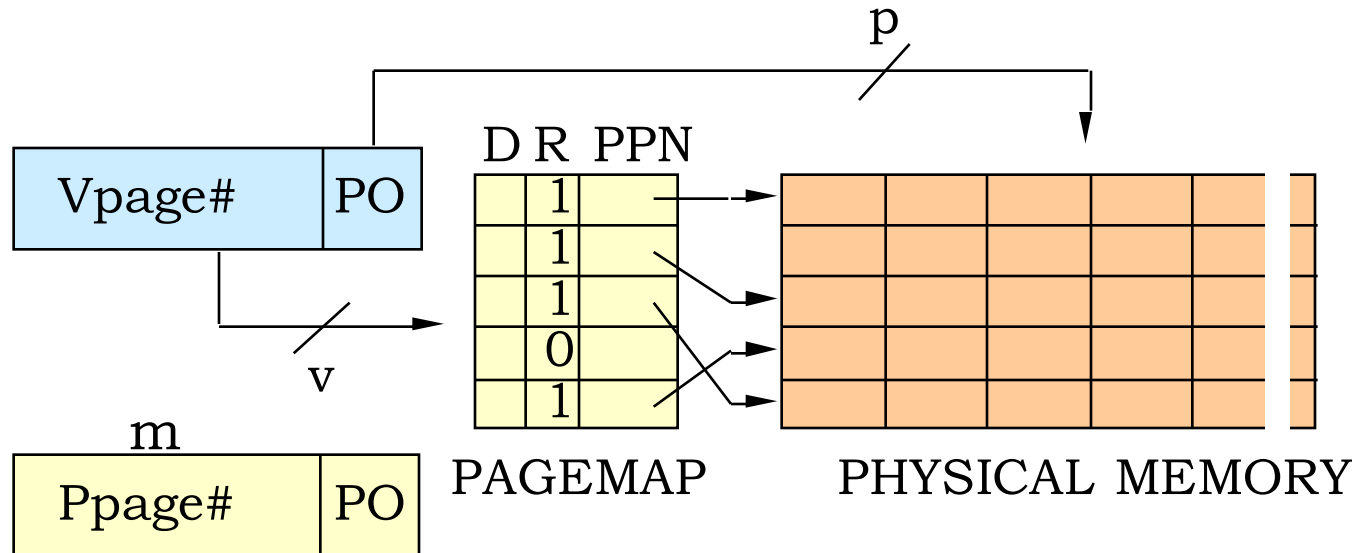 p
D R PPN
Vpage# PO
1
1
1
0
1
v
m
Ppage# PO
PAGEMAP
PHYSICAL MEMORY